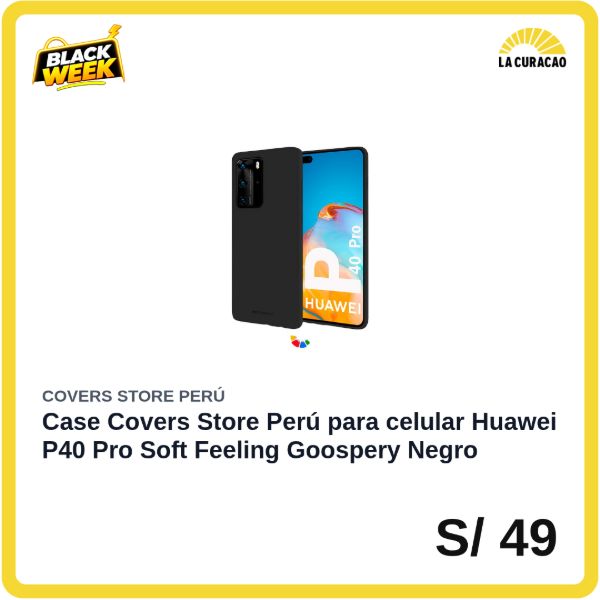 BLACK
WEEK
LA CURACAO
P
40 Pro
HUAWEI
COVERS STORE PERÚ
Case Covers Store Perú para celular Huawei
P40 Pro Soft Feeling Goospery Negro
S/ 49